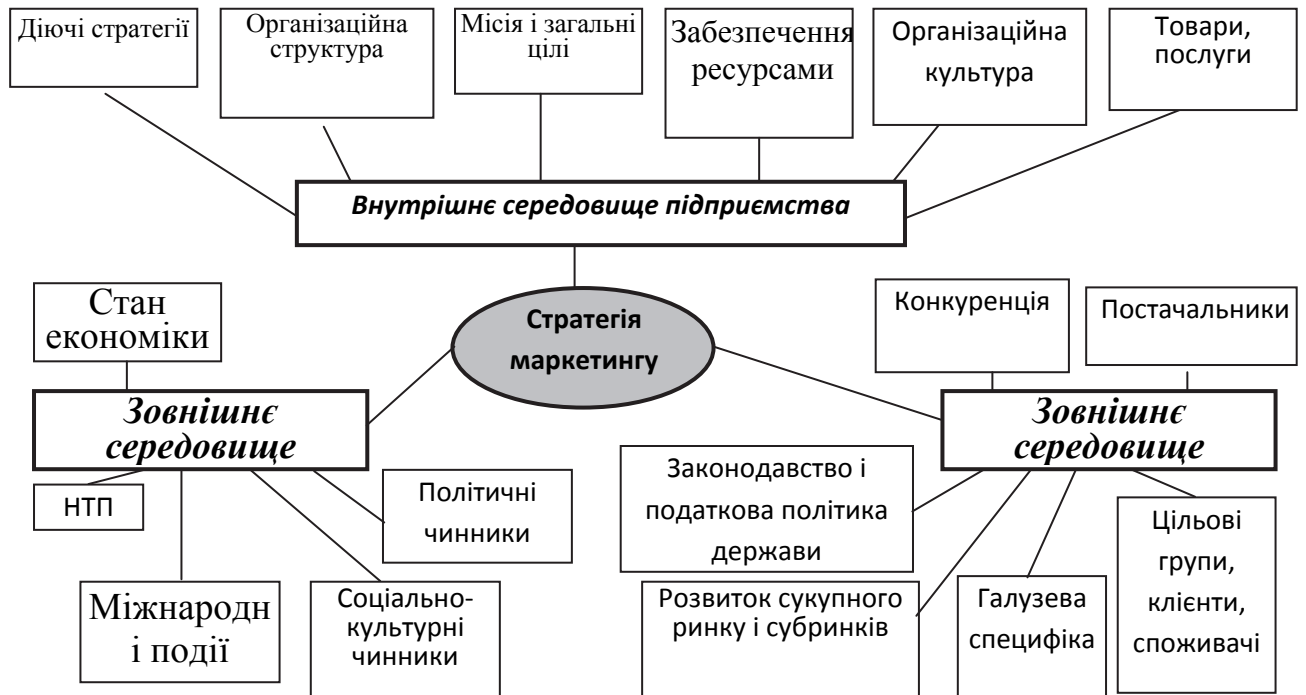 Діючі стратегії
Організаційна
структура
Місія і загальні
цілі
Забезпечення
ресурсами
Організаційна
культура
Товари,
послуги
Внутрішнє середовище підприємства
Стан
економіки
Стратегія
маркетингу
Конкуренція
Постачальники
Зовнішнє
середовище
Зовнішнє
середовище
НТП
Політичні
чинники
Законодавство і
податкова політика
держави
Цільові
групи,
клієнти,
споживачі
Міжнародн
і події
Соціально-
культурні
чинники
Розвиток сукупного
ринку і субринків
Галузева
специфіка